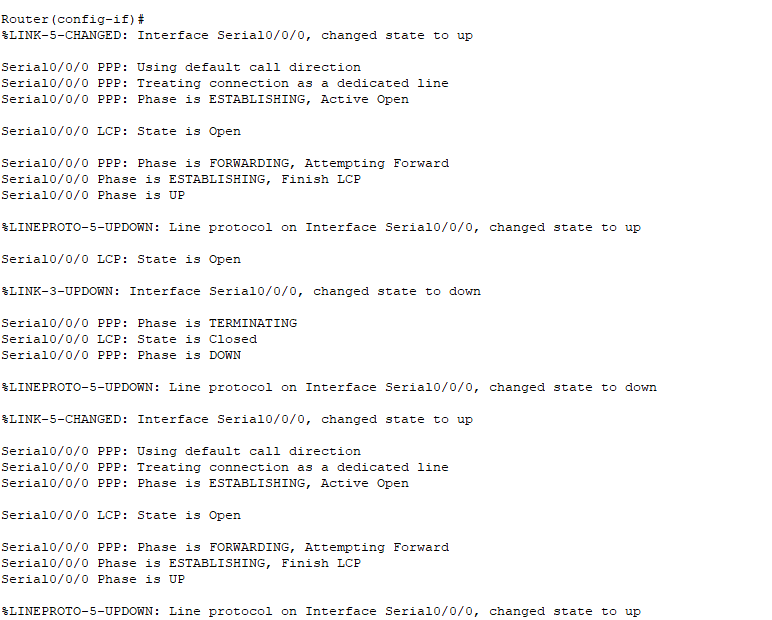 Router(config-if)#
%LINK-5-CHANGED: Interface Serial0/0/0, changed state to up
Serial0/0/0 PPP: Using default call direction
Serial0/0/0 PPP: Treating connection as a dedicated line
Serial0/0/0 PPP: Phase is ESTABLISHING, Active Open
Serial0/0/0 LCP: State is Open
Serial0/0/0 PPP: Phase is FORWARDING, Attempting Forward
Serial0/0/0 Phase is ESTABLISHING, Finish LCP
Serial0/0/0 Phase is UP
%LINEPROTO-5-UPDOWN: Line protocol on Interface Serial0/0/0, changed state to up
Serial0/0/0 LCP: State is Open
%LINK-3-UPDOWN: Interface Serial0/0/0, changed state to down
Serial0/0/0 PPP: Phase is TERMINATING
Serial0/0/0 LCP: State is Closed
Serial0/0/0 PPP: Phase is DOWN
%LINEPROTO-5-UPDOWN: Line protocol on Interface Serial0/0/0, changed state to down
%LINK-5-CHANGED: Interface Serial0/0/0, changed state to up
Serial0/0/0 PPP: Using default call direction
Serial0/0/0 PPP: Treating connection as a dedicated line
Serial0/0/0 PPP: Phase is ESTABLISHING, Active Open
Serial0/0/0 LCP: State is Open
Serial0/0/0 PPP: Phase is FORWARDING, Attempting Forward
Serial0/0/0 Phase is ESTABLISHING, Finish LCP
Serial0/0/0 Phase is UP
%LINEPROTO-5-UPDOWN: Line protocol on Interface Serial0/0/0, changed state to up